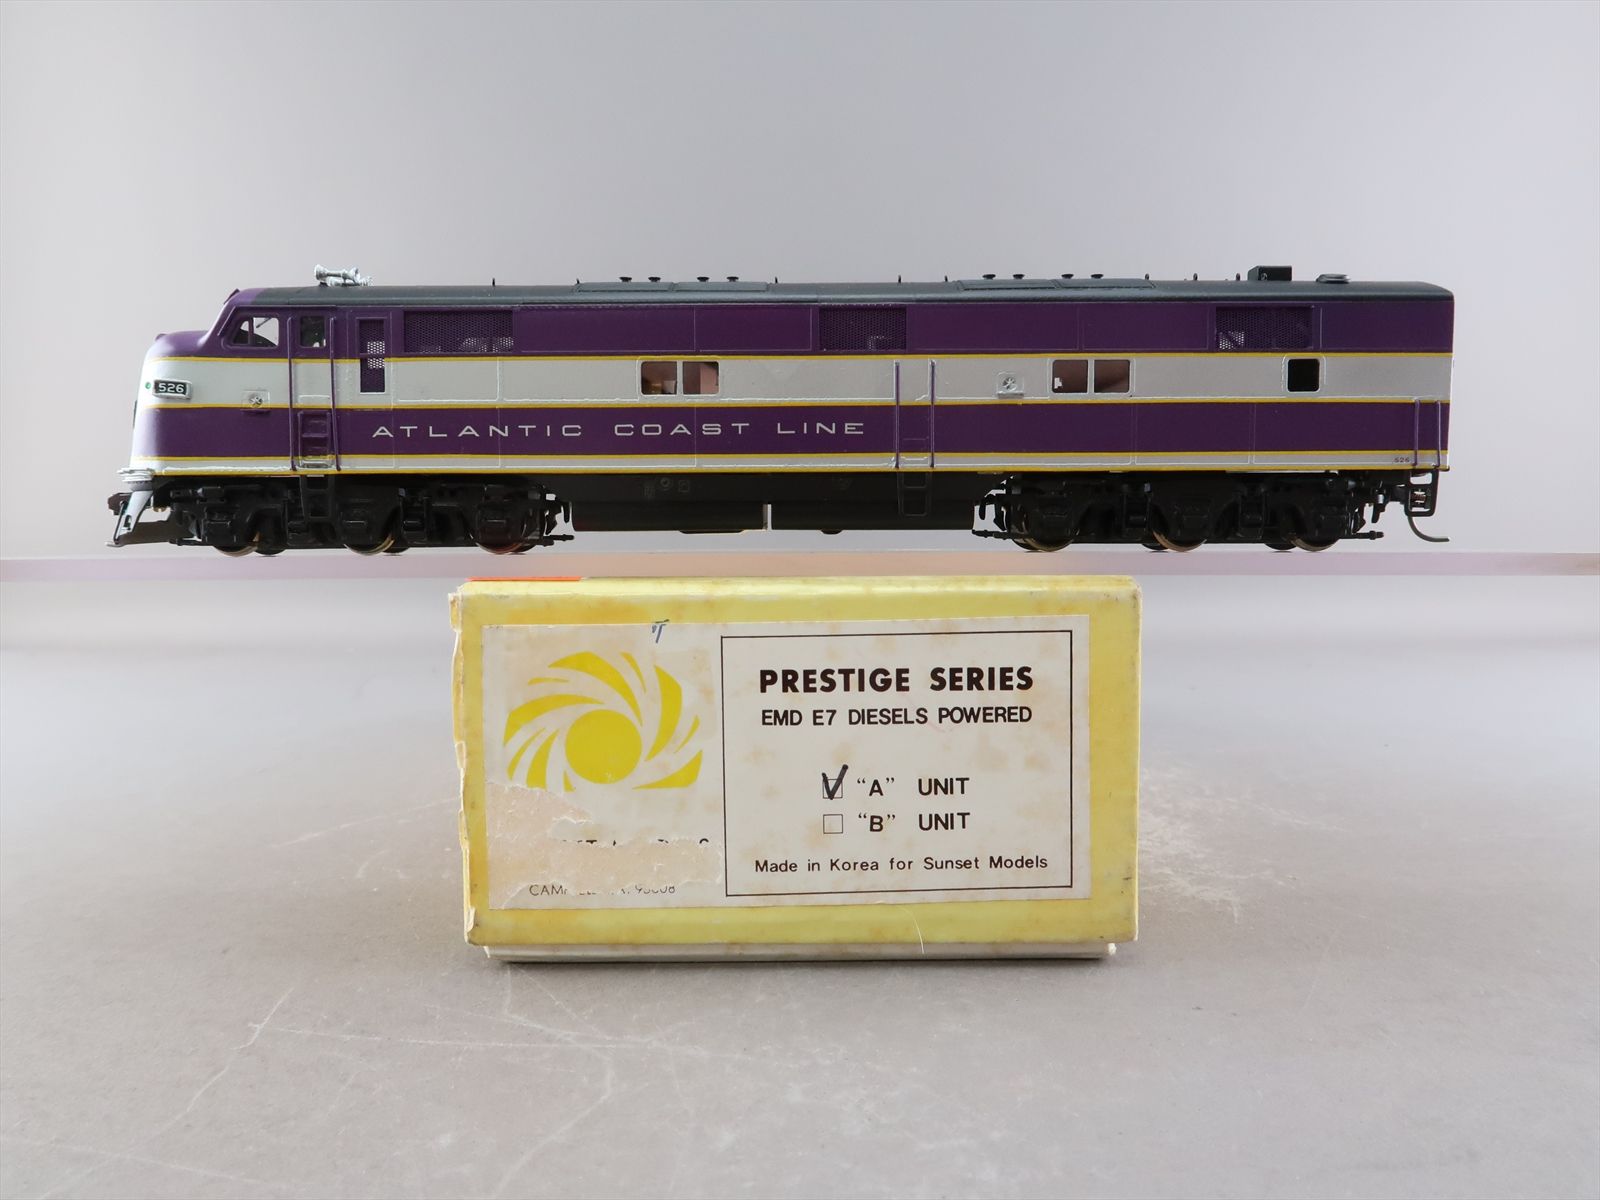 526
ATLANTIC COAST LINE
526
PRESTIGE SERIES
EMD E7 DIESELS POWERED
"A" UNIT
"B" UNIT
Made in Korea for Sunset Models